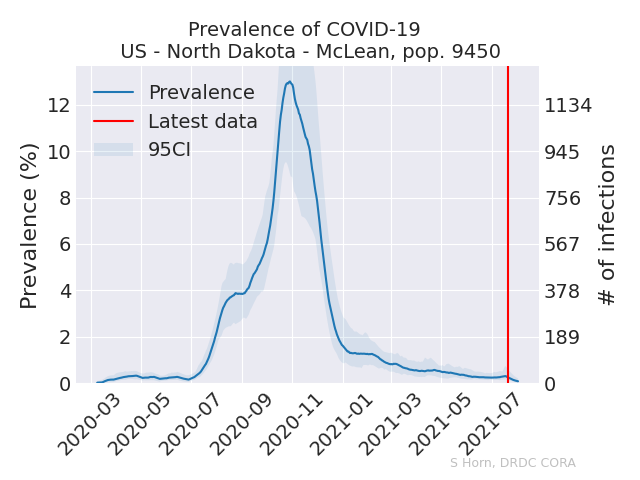 Prevalence of COVID-19
US - North Dakota - McLean, pop. 9450
Prevalence
Latest data
95CI
Prevalence (%)
12
10
8
6
4
2
0
# of infections
1134
945
756
567
378
189
0
2020-03
2020-05
2020-07
2020-09
2020-11
2021-01
2021-03
2021-05
2021-07
S Horn, DRDC CORA